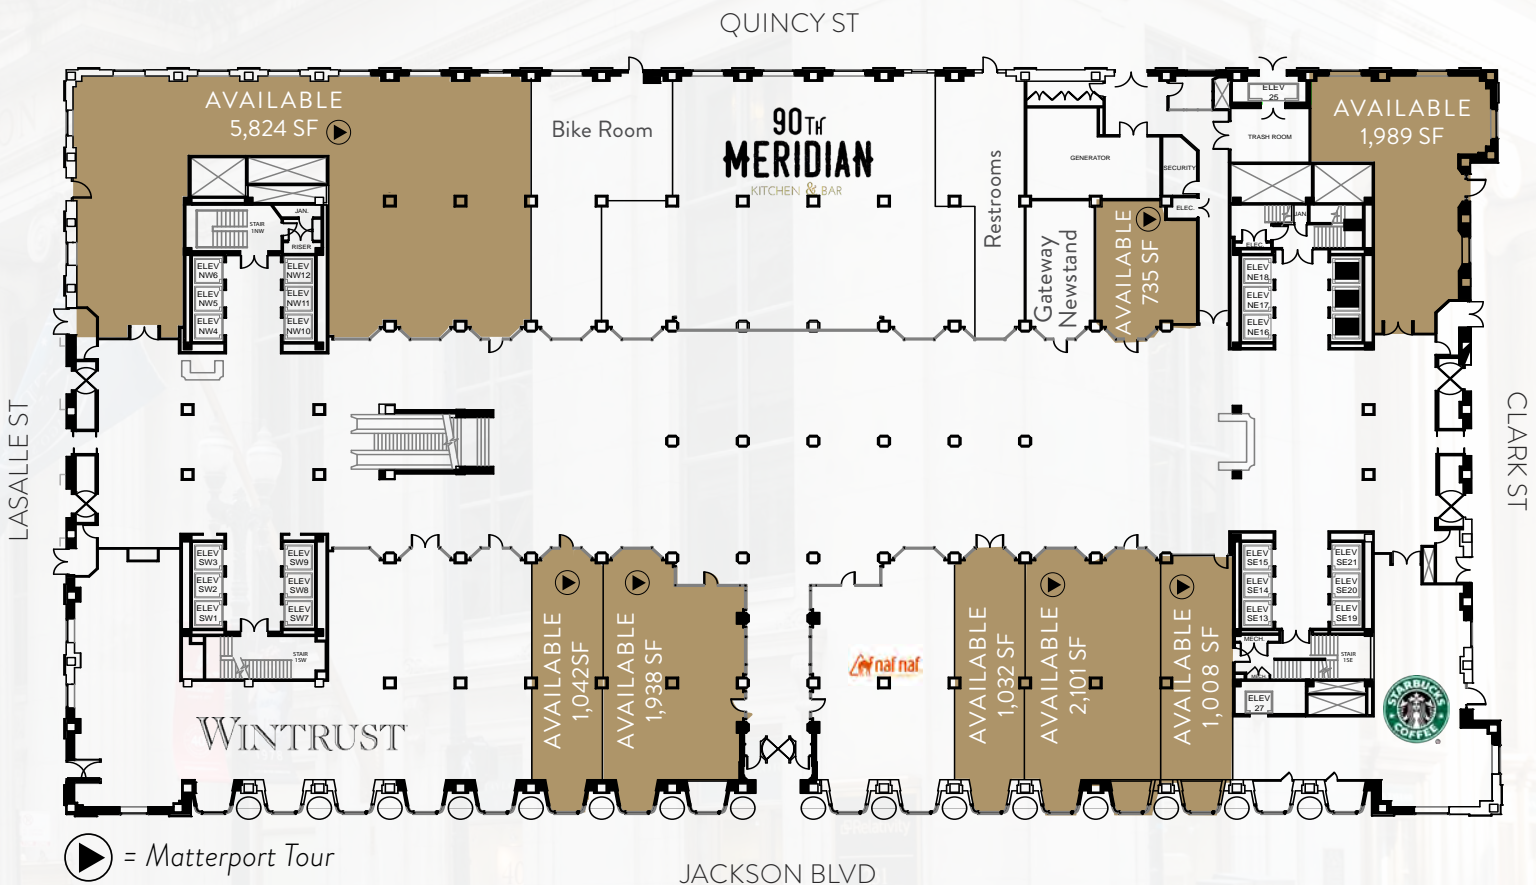 QUINCY ST
AVAILABLE
5,824 SF
Bike Room
90TH
MERIDIAN
KITCHEN & BAR
Restrooms
GENERATOR
SECURITY
ELEC.
Gateway
Newstand
AVAILABLE
735 SF
ELEV
25
TRASH ROOM
AVAILABLE
1,989 SF
JAN.
STAIR
1NW
RISER
ELEV
NW6
ELEV
NW5
ELEV
NW4
ELEV
NW12
ELEV
NW11
ELEV
NW10
JAN.
ELEC.
ELEV
NE18
ELEV
NE17
ELEV
NE16
LASALLE ST
CLARK ST
ELEV
SW3
ELEV
SW2
ELEV
SW1
ELEV
SW9
ELEV
SW8
ELEV
SW7
STAIR
1SW
WINTRUST
AVAILABLE
1,042SF
AVAILABLE
1,938 SF
naf naf
AVAILABLE
1,032 SF
AVAILABLE
2,101 SF
AVAILABLE
1,008 SF
ELEV
SE15
ELEV
SE14
ELEV
SE13
ELEV
SE21
ELEV
SE20
ELEV
SE19
MECH.
MECH.
STAIR
1SE
ELEV
27
STARBUCKS
COFFEE
®
= Matterport Tour
JACKSON BLVD